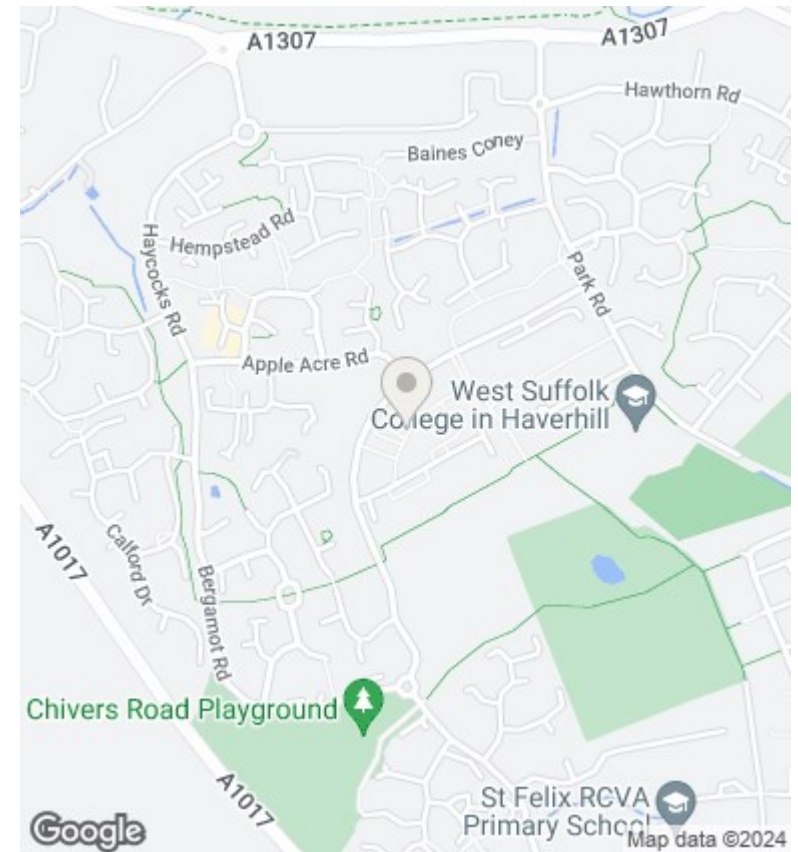 A1307
A1307
Hawthorn Rd
Baines Coney
Hempstead Rd
Haycocks Rd
Park Rd
Apple Acre Rd
West Suffolk
College in Haverhill
A1017
Calford Dr
Bergamot Rd
Chivers Road Playground
A1017
St Felix RCVA
Primary School
Google
Map data ©2024